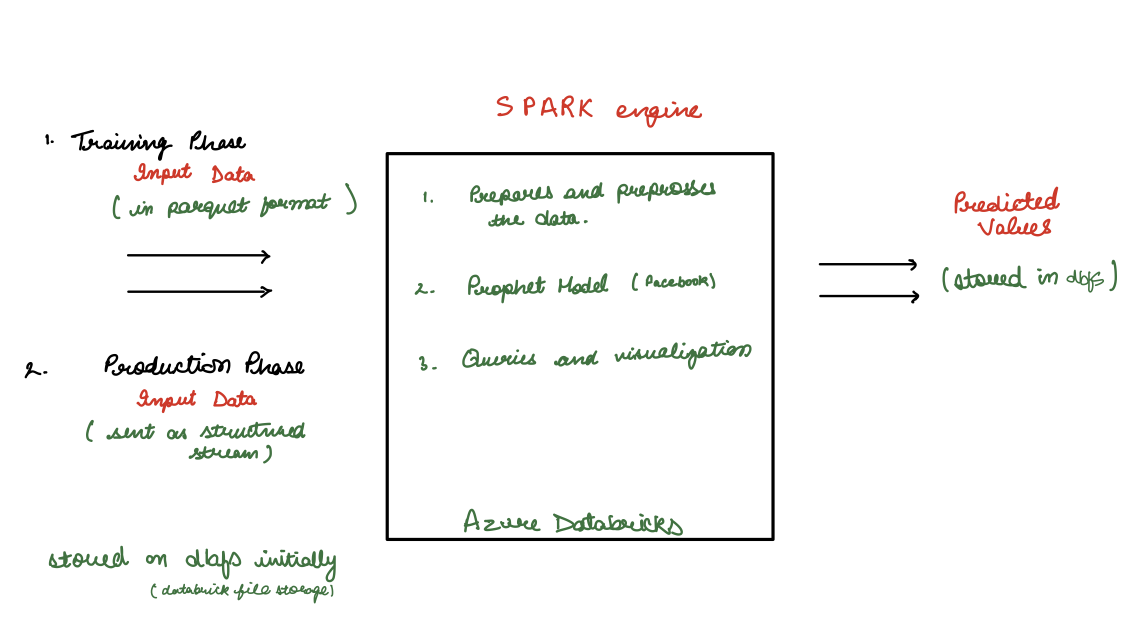 SPARK engine
1. Training Phase
Input Data
(in parquet format)
2. Production Phase
Input Data
(sent as structured
stream)
stored on dbfs initially
(databrick file storage)
1. Prepares and preprosses
the data.
2. Prophet Model (Facebook)
3. Queries and visualization
Azure Databricks
Predicted
Values
(stored in dbfs)